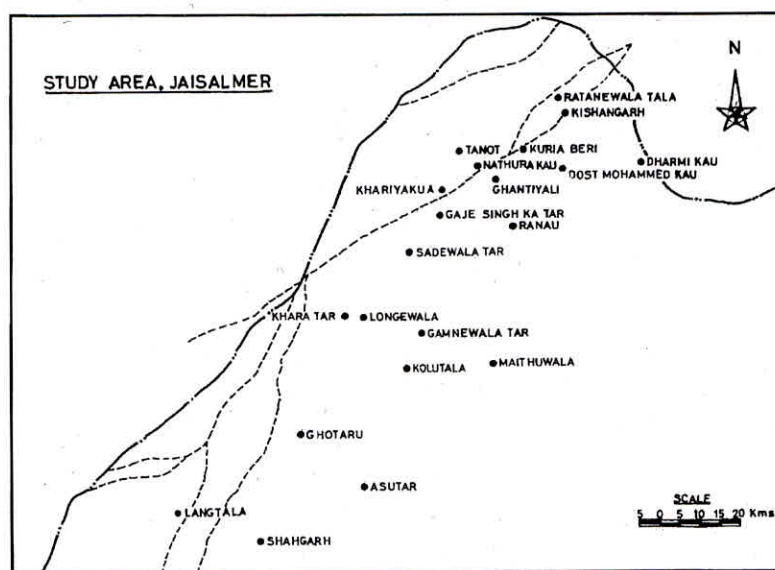 STUDY AREA, JAISALMER
N
RATANEWALA TALA
KISHANGARH
TANOT
KURIA BERI
NATHURA KAU
DHARMI KAU
DOST MOHAMMED KAU
GHANTIYALI
KHARIYAKUA
GAJE SINGH KA TAR
RANAU
SADEWALA TAR
KHARA TAR
LONGEWALA
GAMNEWALA TAR
KOLUTALA
MAITHUWALA
GHOTARU
ASUTAR
LANGTALA
SHAHGARH
SCALE
5 0 5 10 15 20 Kms